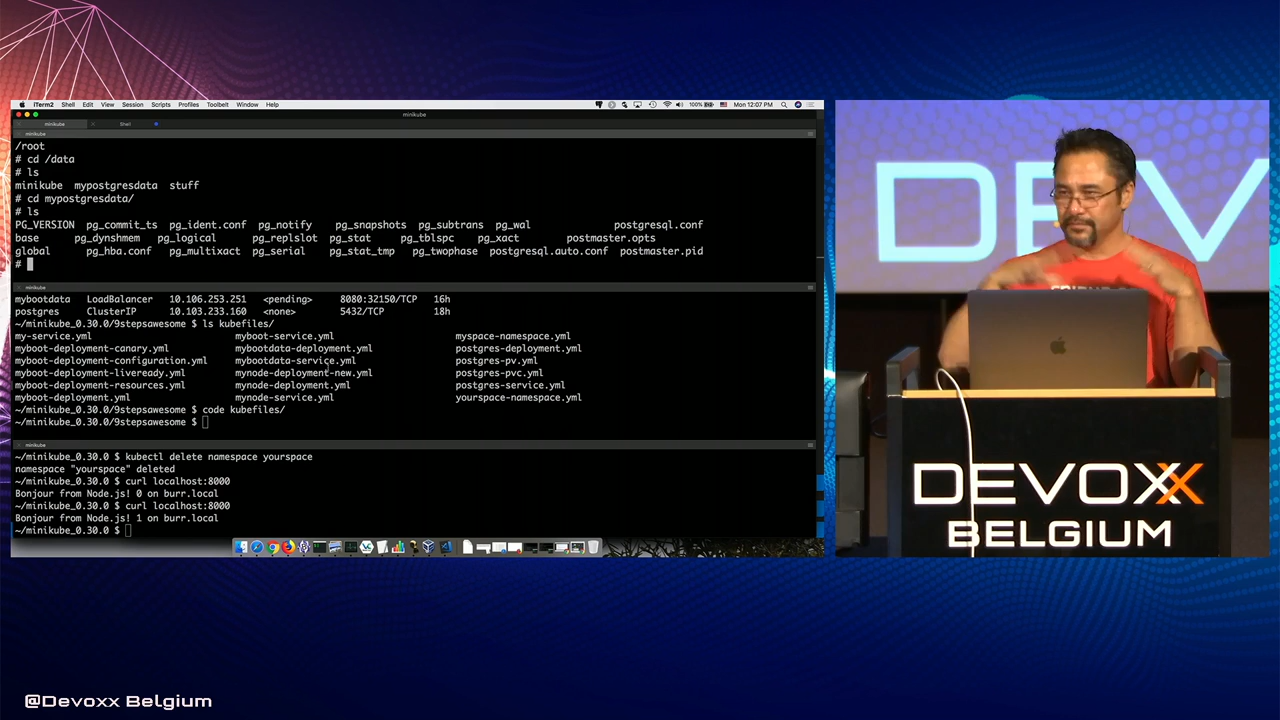 iTerm2 Shell Edit View Session Scripts Profiles Toolbelt Window Help 100% Mon 12:07 PM
minikube
minikube Shell
minikube
/root
# cd /data
# ls
minikube mypostgresdata stuff
# cd mypostgresdata/
# ls
PG_VERSION pg_commit_ts pg_ident.conf pg_notify pg_snapshots pg_subtrans pg_wal postgresql.conf
base pg_dynshmem pg_logical pg_replslot pg_stat pg_tblspc pg_xact postmaster.opts
global pg_hba.conf pg_multixact pg_serial pg_stat_tmp pg_twophase postgresql.auto.conf postmaster.pid
#
minikube
mybootdata LoadBalancer 10.106.253.251 <pending> 8080:32150/TCP 16h
postgres ClusterIP 10.103.233.160 <none> 5432/TCP 18h
~/minikube_0.30.0/9stepsawesome $ ls kubefiles/
my-service.yml myboot-service.yml myspace-namespace.yml
myboot-deployment-canary.yml mybootdata-deployment.yml postgres-deployment.yml
myboot-deployment-configuration.yml mybootdata-service.yml postgres-pv.yml
myboot-deployment-liveready.yml mynode-deployment-new.yml postgres-pvc.yml
myboot-deployment-resources.yml mynode-deployment.yml postgres-service.yml
myboot-deployment.yml mynode-service.yml yourspace-namespace.yml
~/minikube_0.30.0/9stepsawesome $ code kubefiles/
~/minikube_0.30.0/9stepsawesome $
minikube
~/minikube_0.30.0 $ kubectl delete namespace yourspace
namespace "yourspace" deleted
~/minikube_0.30.0 $ curl localhost:8000
Bonjour from Node.js! 0 on burr.local
~/minikube_0.30.0 $ curl localhost:8000
Bonjour from Node.js! 1 on burr.local
~/minikube_0.30.0 $
DEV
DEVOXX
BELGIUM
@Devoxx Belgium